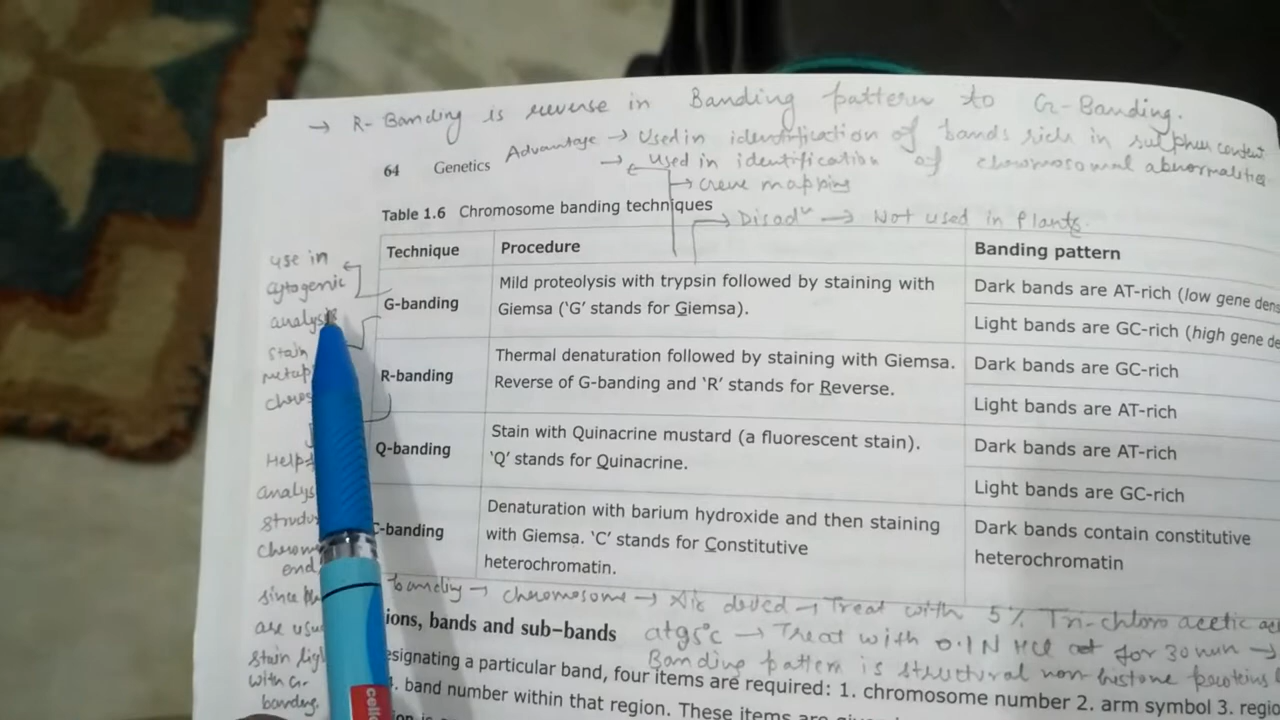 → R-Banding is reverse in Banding pattern to G-Banding.
Advantage → Used in identification of bands rich in sulphur content
→ used in identification of chromosomal abnormalities
→ Gene mapping
64 Genetics
Table 1.6 Chromosome banding techniques
→ Disadv → Not used in Plants.
Technique Procedure Banding pattern
G-banding
Mild proteolysis with trypsin followed by staining with
Giemsa ('G' stands for Giemsa).
Dark bands are AT-rich (low gene dens
Light bands are GC-rich (high gene de
R-banding
Thermal denaturation followed by staining with Giemsa.
Reverse of G-banding and 'R' stands for Reverse.
Dark bands are GC-rich
Light bands are AT-rich
Q-banding
Stain with Quinacrine mustard (a fluorescent stain).
'Q' stands for Quinacrine.
Dark bands are AT-rich
Light bands are GC-rich
C-banding
Denaturation with barium hydroxide and then staining
with Giemsa. 'C' stands for Constitutive
heterochromatin.
Dark bands contain constitutive
heterochromatin
use in
cytogenic
analysis
stain
metap
chros
Help
analys
struct
chromo
end
since
are usu
stain lig
with G-
banding.
banding → chromosome → Air dried → Treat with 5% Tri-chloro acetic
→ Treat with 0.1 N HCl for 30 min →
Banding pattern is structural non histone proteins
ions, bands and sub–bands
esignating a particular band, four items are required: 1. chromosome number 2. arm symbol 3. regio
. band number within that region. These items are
cello